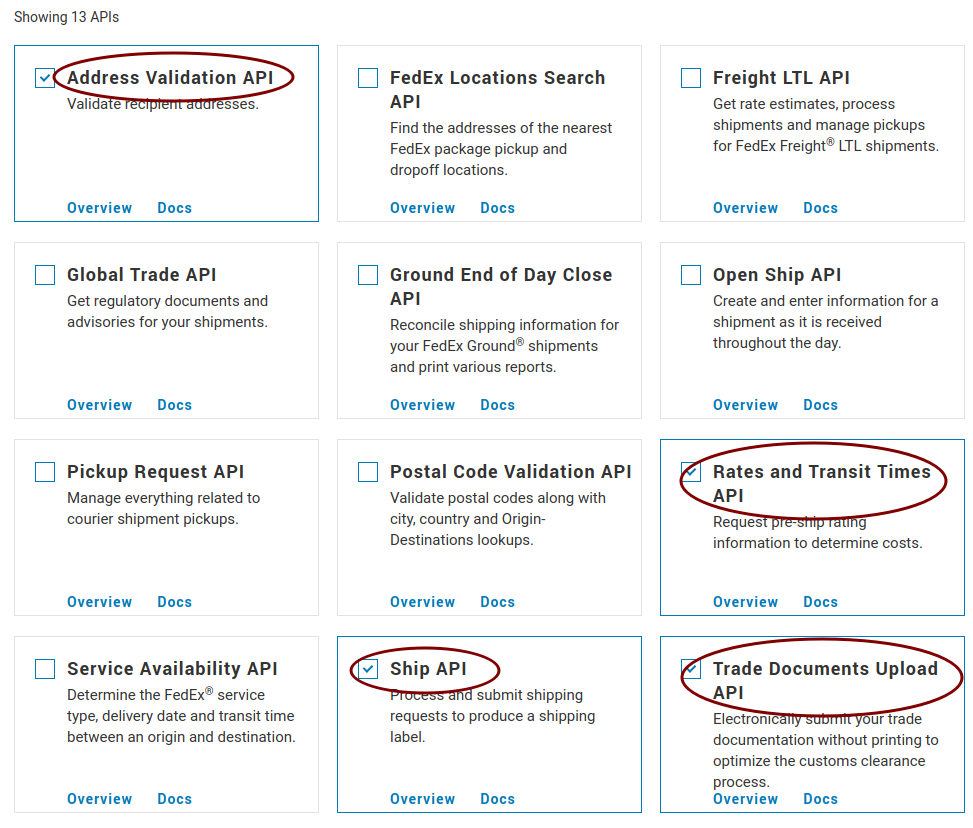 Showing 13 APIs
Address Validation API
Validate recipient addresses.
Overview Docs
FedEx Locations Search
API
Find the addresses of the nearest
FedEx package pickup and
dropoff locations.
Overview Docs
Freight LTL API
Get rate estimates, process
shipments and manage pickups
for FedEx Freight® LTL shipments.
Overview Docs
Global Trade API
Get regulatory documents and
advisories for your shipments.
Overview Docs
Ground End of Day Close
API
Reconcile shipping information for
your FedEx Ground® shipments
and print various reports.
Overview Docs
Open Ship API
Create and enter information for a
shipment as it is received
throughout the day.
Overview Docs
Pickup Request API
Manage everything related to
courier shipment pickups.
Overview Docs
Postal Code Validation API
Validate postal codes along with
city, country and Origin-
Destinations lookups.
Overview Docs
Rates and Transit Times
API
Request pre-ship rating
information to determine costs.
Overview Docs
Service Availability API
Determine the FedEx® service
type, delivery date and transit time
between an origin and destination.
Overview Docs
Ship API
Process and submit shipping
requests to produce a shipping
label.
Overview Docs
Trade Documents Upload
API
Electronically submit your trade
documentation without printing to
optimize the customs clearance
process.
Overview Docs